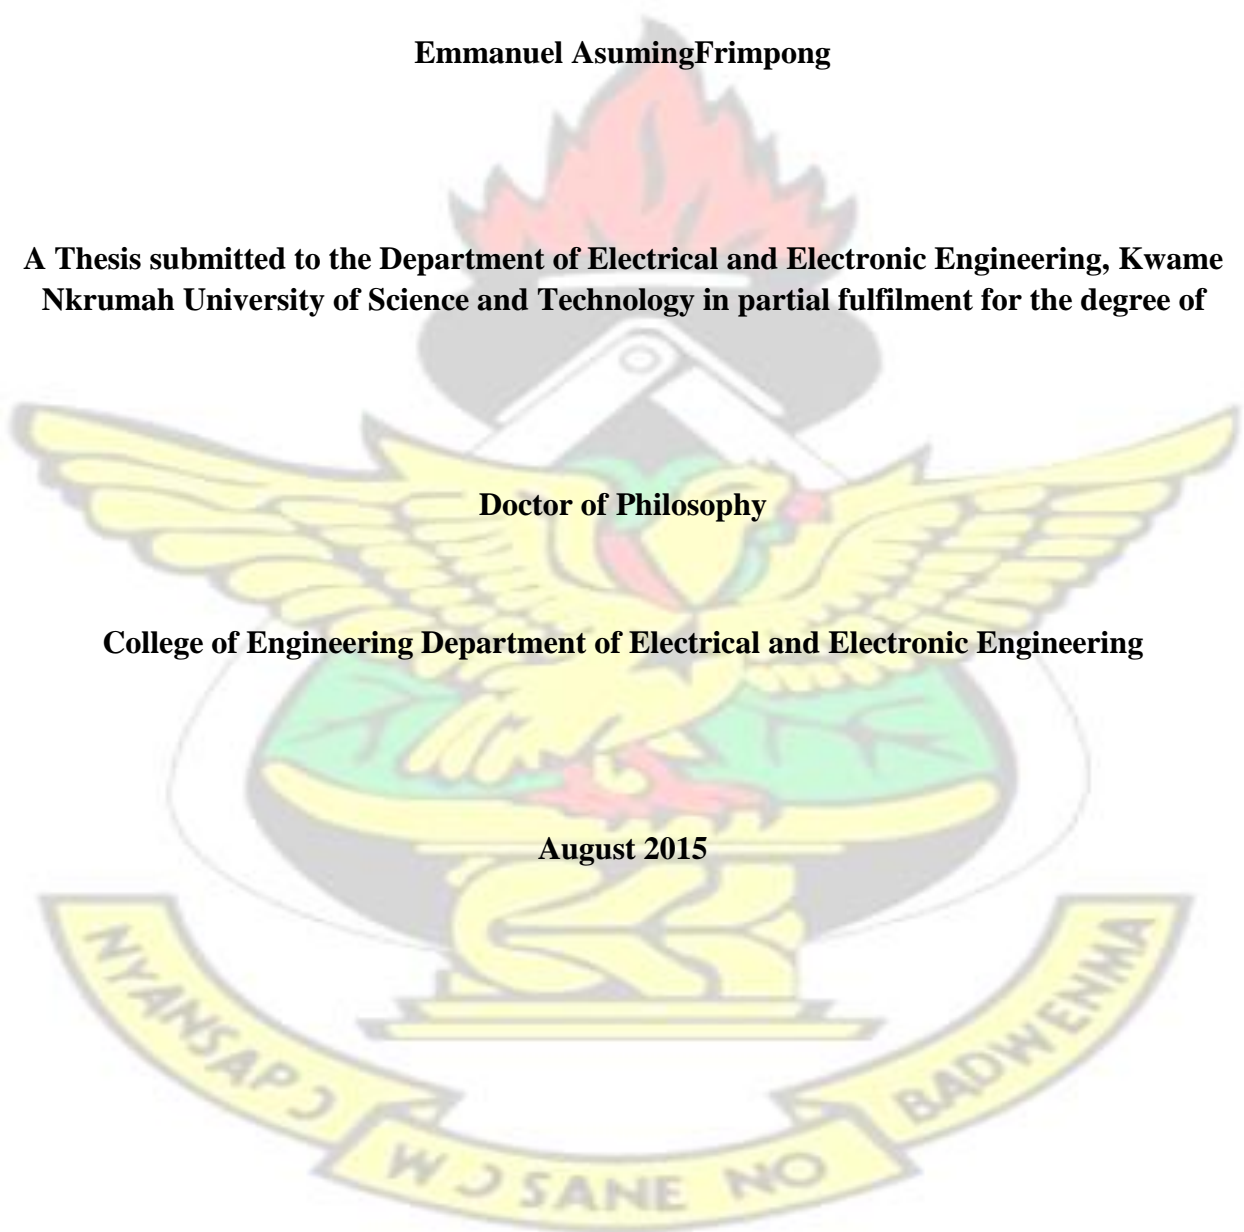 Emmanuel AsumingFrimpong
A Thesis submitted to the Department of Electrical and Electronic Engineering, Kwame
Nkrumah University of Science and Technology in partial fulfilment for the degree of
Doctor of Philosophy
College of Engineering Department of Electrical and Electronic Engineering
August 2015
NYANSAPƆ
WƆSANE NO
BADWENMA